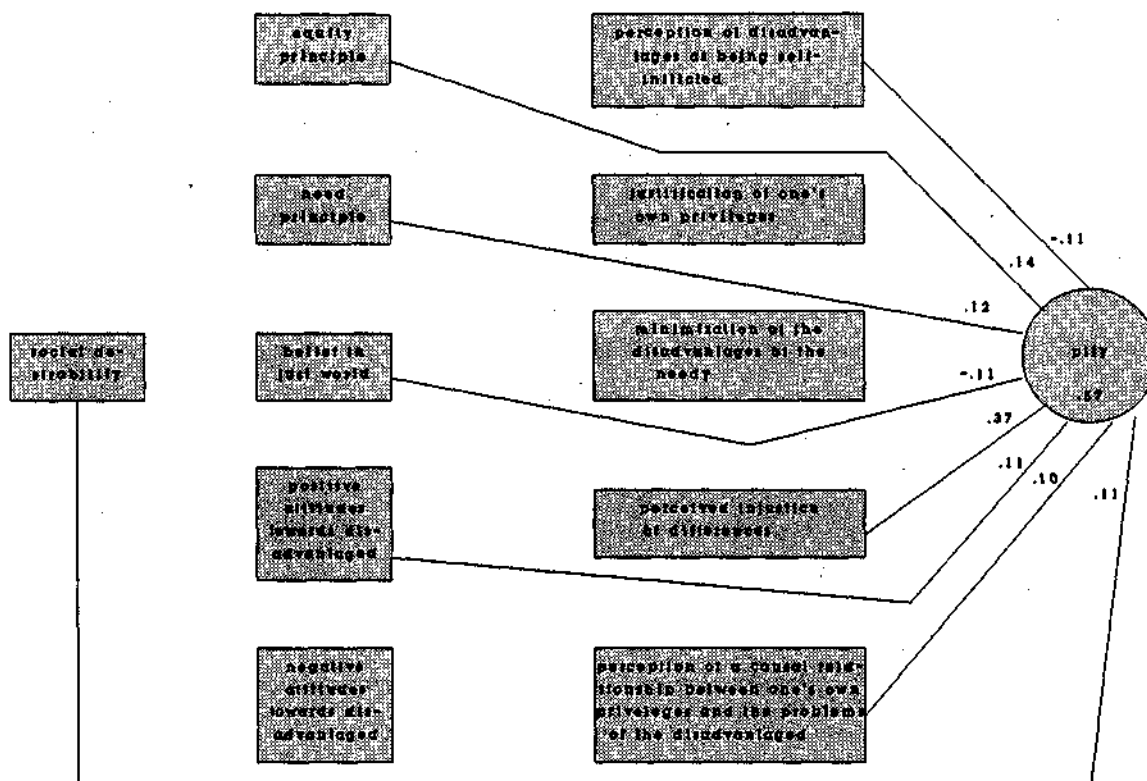 equity
principle
perception of disadvan-
tages as being self-
initiated
need
principle
justification of one's
own privileges
-.11
.14
.12
social de-
sirability
belief in
just world
minimization of the
disadvantages of the
needy
pity
.57
-.11
.37
.11
.10
.11
positive
attitudes
towards dis-
advantaged
perceived injustice
of differences
negative
attitudes
towards dis-
advantaged
perception of a causal rela-
tionship between one's own
priveleges and the problems
of the disadvantaged